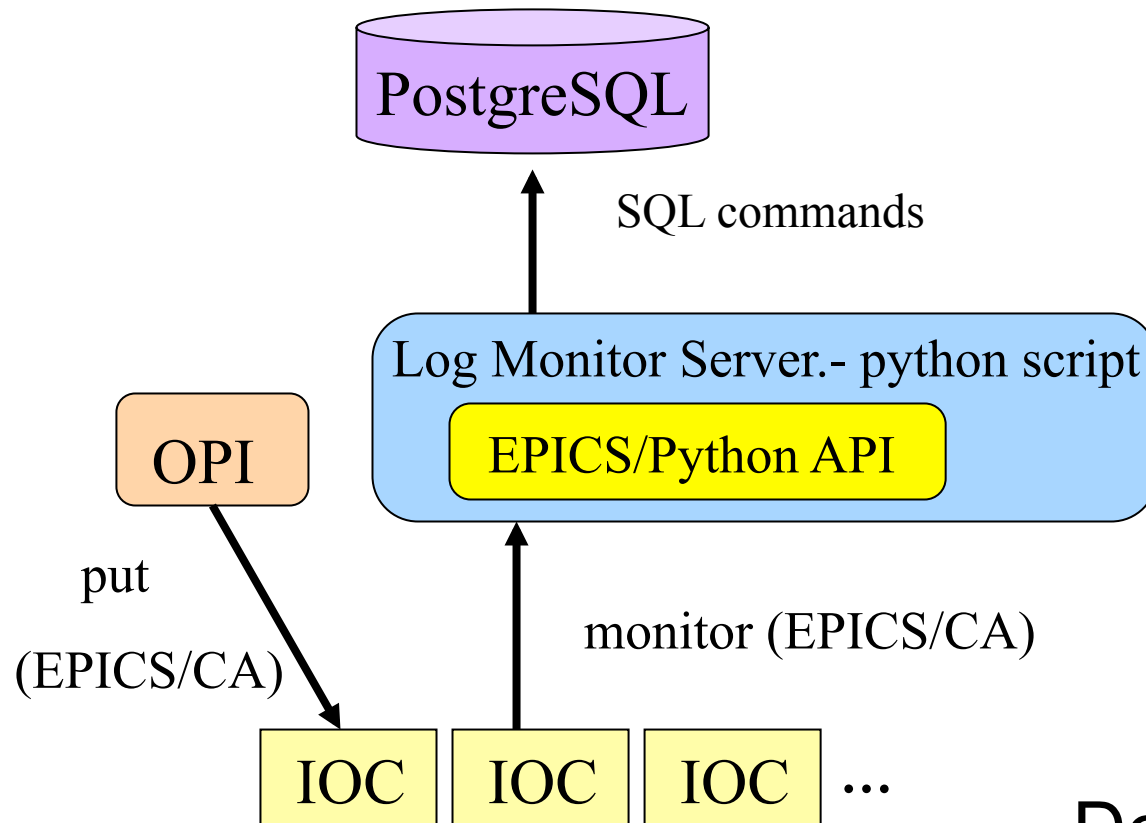 PostgreSQL
SQL commands
Log Monitor Server.- python script
EPICS/Python API
OPI
put
(EPICS/CA)
monitor (EPICS/CA)
IOC IOC IOC ...